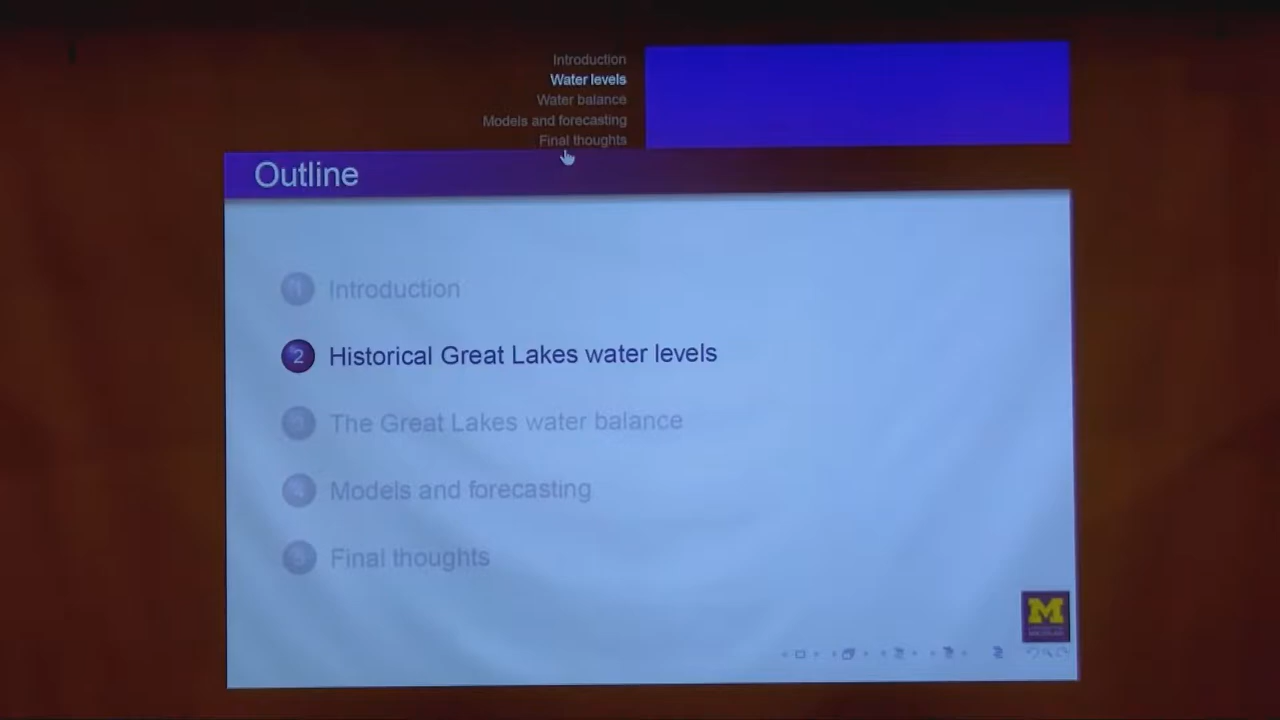 Introduction
Water levels
Water balance
Models and forecasting
Final thoughts
Outline
1 Introduction
2 Historical Great Lakes water levels
3 The Great Lakes water balance
4 Models and forecasting
5 Final thoughts
M